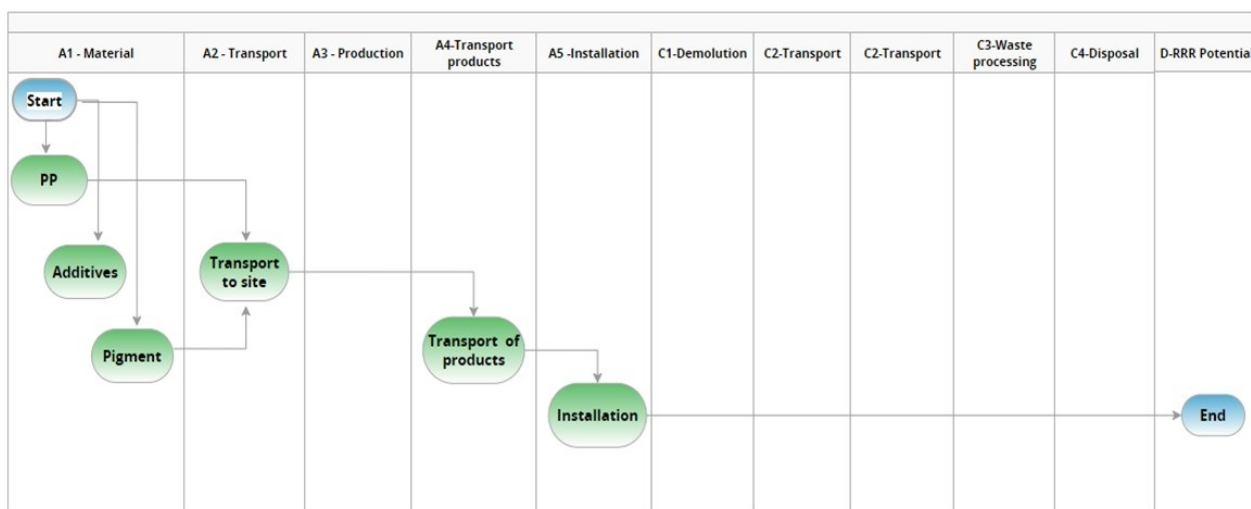 A1 - Material
A2 - Transport
A3 - Production
A4-Transport
products
A5 -Installation
C1-Demolution
C2-Transport
C2-Transport
C3-Waste
processing
C4-Disposal
D-RRR Potential
Start
PP
Additives
Transport
to site
Pigment
Transport of
products
Installation
End